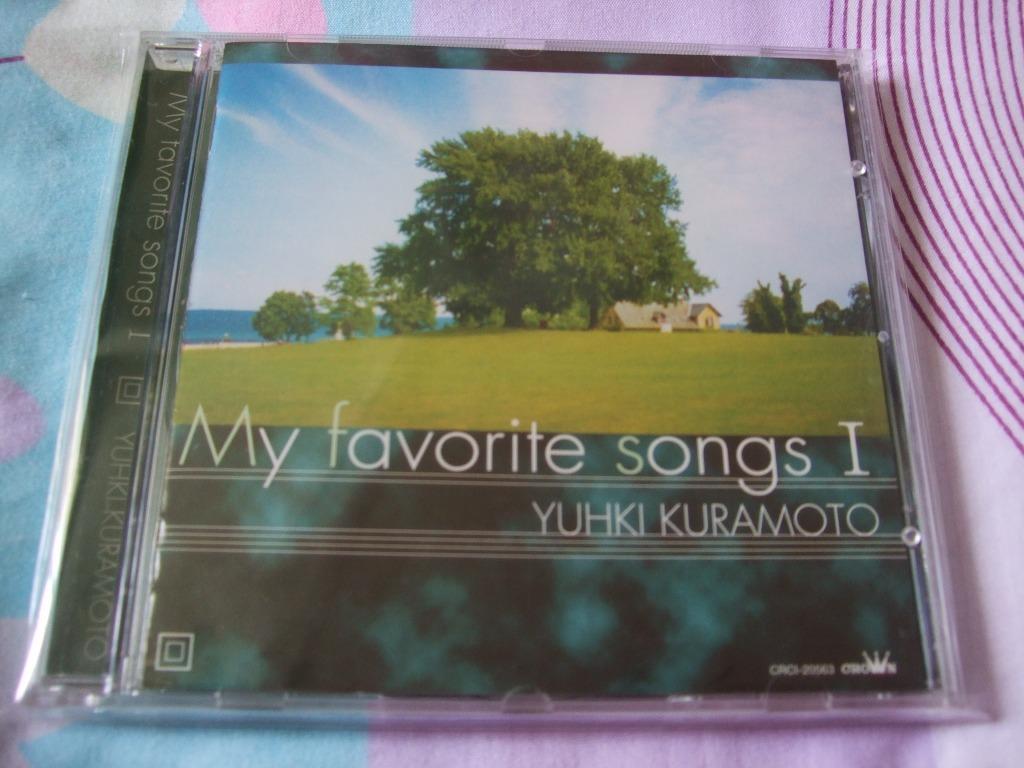 My favorite songs I
YUHKI KURAMOTO
My favorite songs I
YUHKI KURAMOTO
CRCI-20563 CROWN